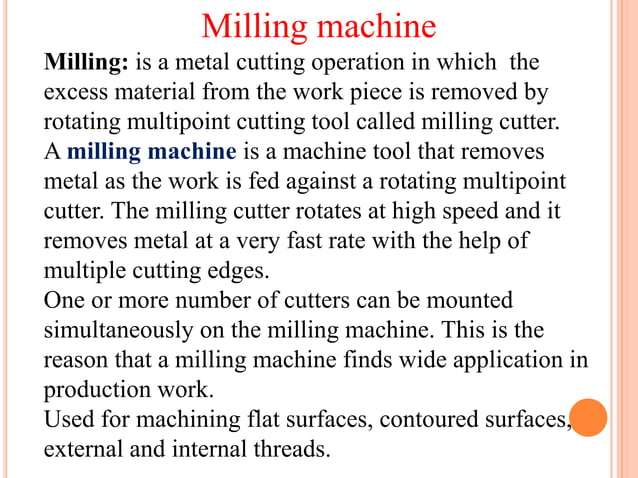 Milling machine
Milling: is a metal cutting operation in which the
excess material from the work piece is removed by
rotating multipoint cutting tool called milling cutter.
A milling machine is a machine tool that removes
metal as the work is fed against a rotating multipoint
cutter. The milling cutter rotates at high speed and it
removes metal at a very fast rate with the help of
multiple cutting edges.
One or more number of cutters can be mounted
simultaneously on the milling machine. This is the
reason that a milling machine finds wide application in
production work.
Used for machining flat surfaces, contoured surfaces,
external and internal threads.